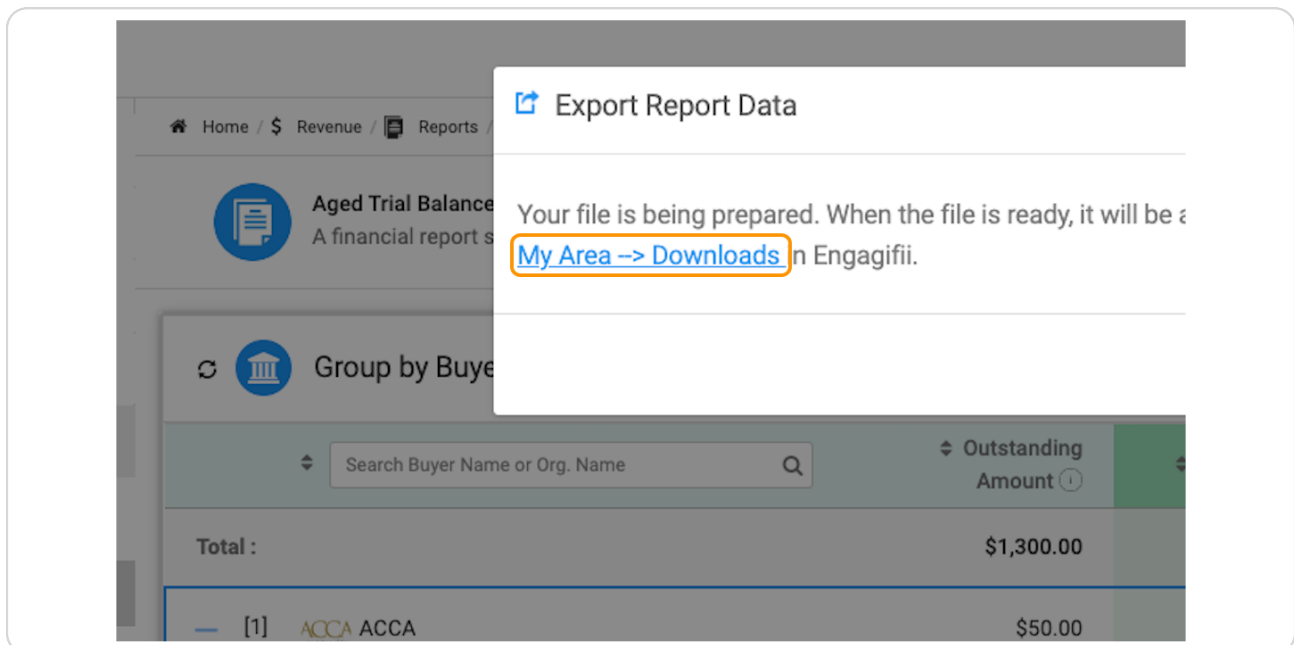 Export Report Data
Home / $ Revenue / Reports /
Aged Trial Balance
A financial report
Your file is being prepared. When the file is ready, it will be
My Area --> Downloads in Engagifii.
Group by
Search Buyer Name or Org. Name
Outstanding
Amount
Total :
$1,300.00
[1] ACCA ACCA
$50.00